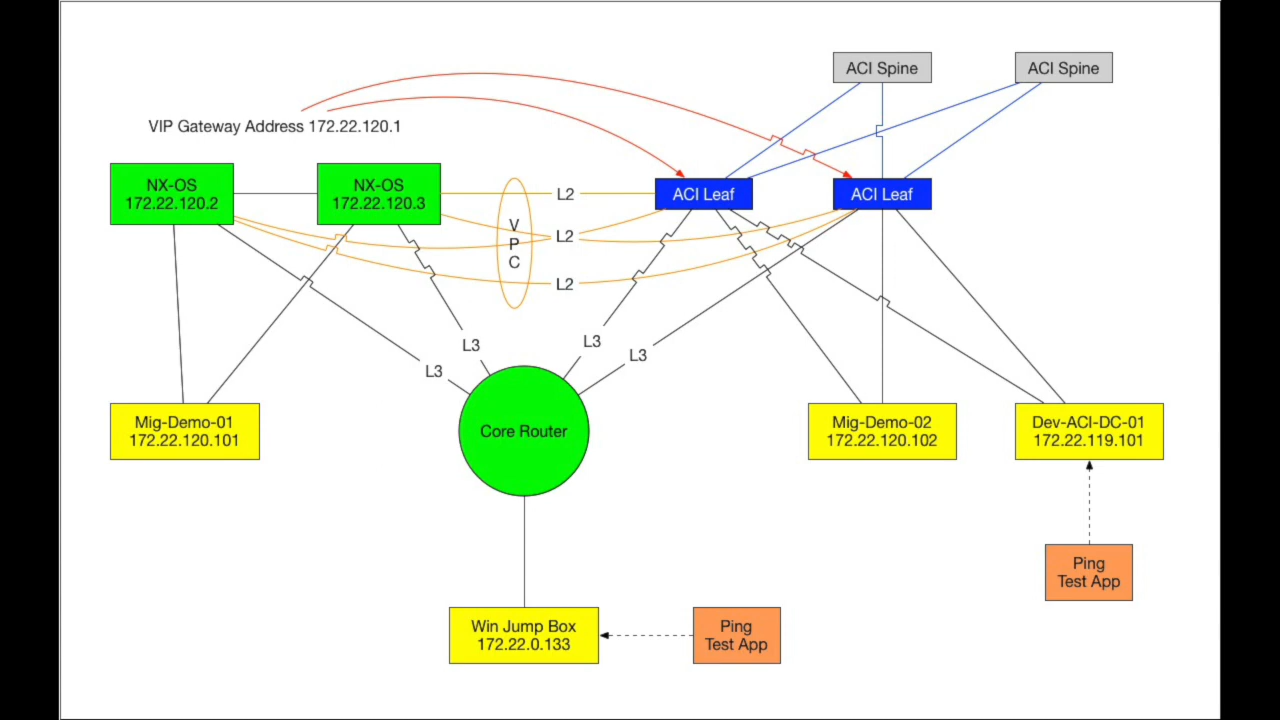 ACI Spine
ACI Spine
VIP Gateway Address 172.22.120.1
NX-OS
172.22.120.2
NX-OS
172.22.120.3
ACI Leaf
ACI Leaf
L2
L2
L2
V
P
C
L3
L3
L3
L3
Mig-Demo-01
172.22.120.101
Core Router
Mig-Demo-02
172.22.120.102
Dev-ACI-DC-01
172.22.119.101
Ping
Test App
Win Jump Box
172.22.0.133
Ping
Test App